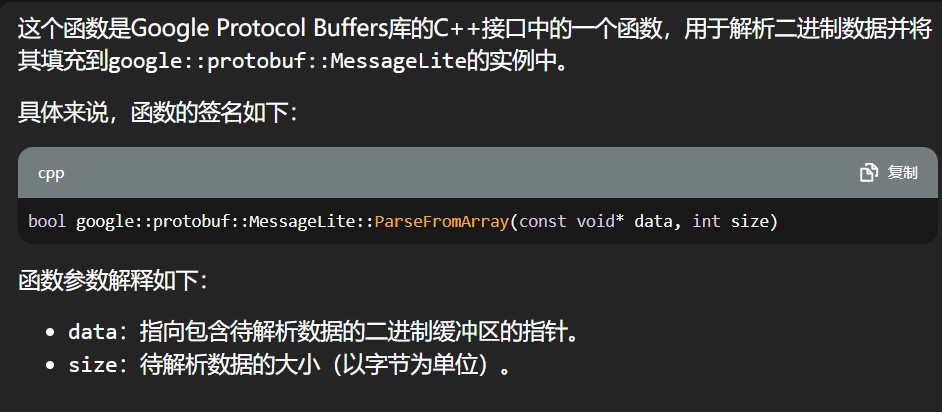 这个函数是Google Protocol Buffers库的C++接口中的一个函数，用于解析二进制数据并将
其填充到google::protobuf::MessageLite的实例中。
具体来说，函数的签名如下：
cpp
复制
bool google::protobuf::MessageLite::ParseFromArray(const void* data, int size)
函数参数解释如下：
• data：指向包含待解析数据的二进制缓冲区的指针。
• size：待解析数据的大小（以字节为单位）。